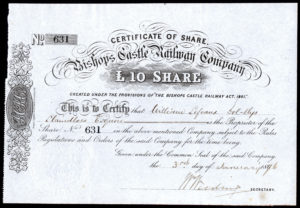 CERTIFICATE OF SHARE.
No 631
Bishops Castle Railway Company
£10 SHARE
CREATED UNDER THE PROVISIONS OF THE BISHOPS CASTLE RAILWAY ACT, 1861.
This is to Certify that William
Esquire is the Proprietor of the
Share No 631 in the above mentioned Company, subject to the Rules
Regulations and Orders of the said Company for the time being.
Given under the Common Seal of the said Company
the 3rd day of January
SECRETARY.